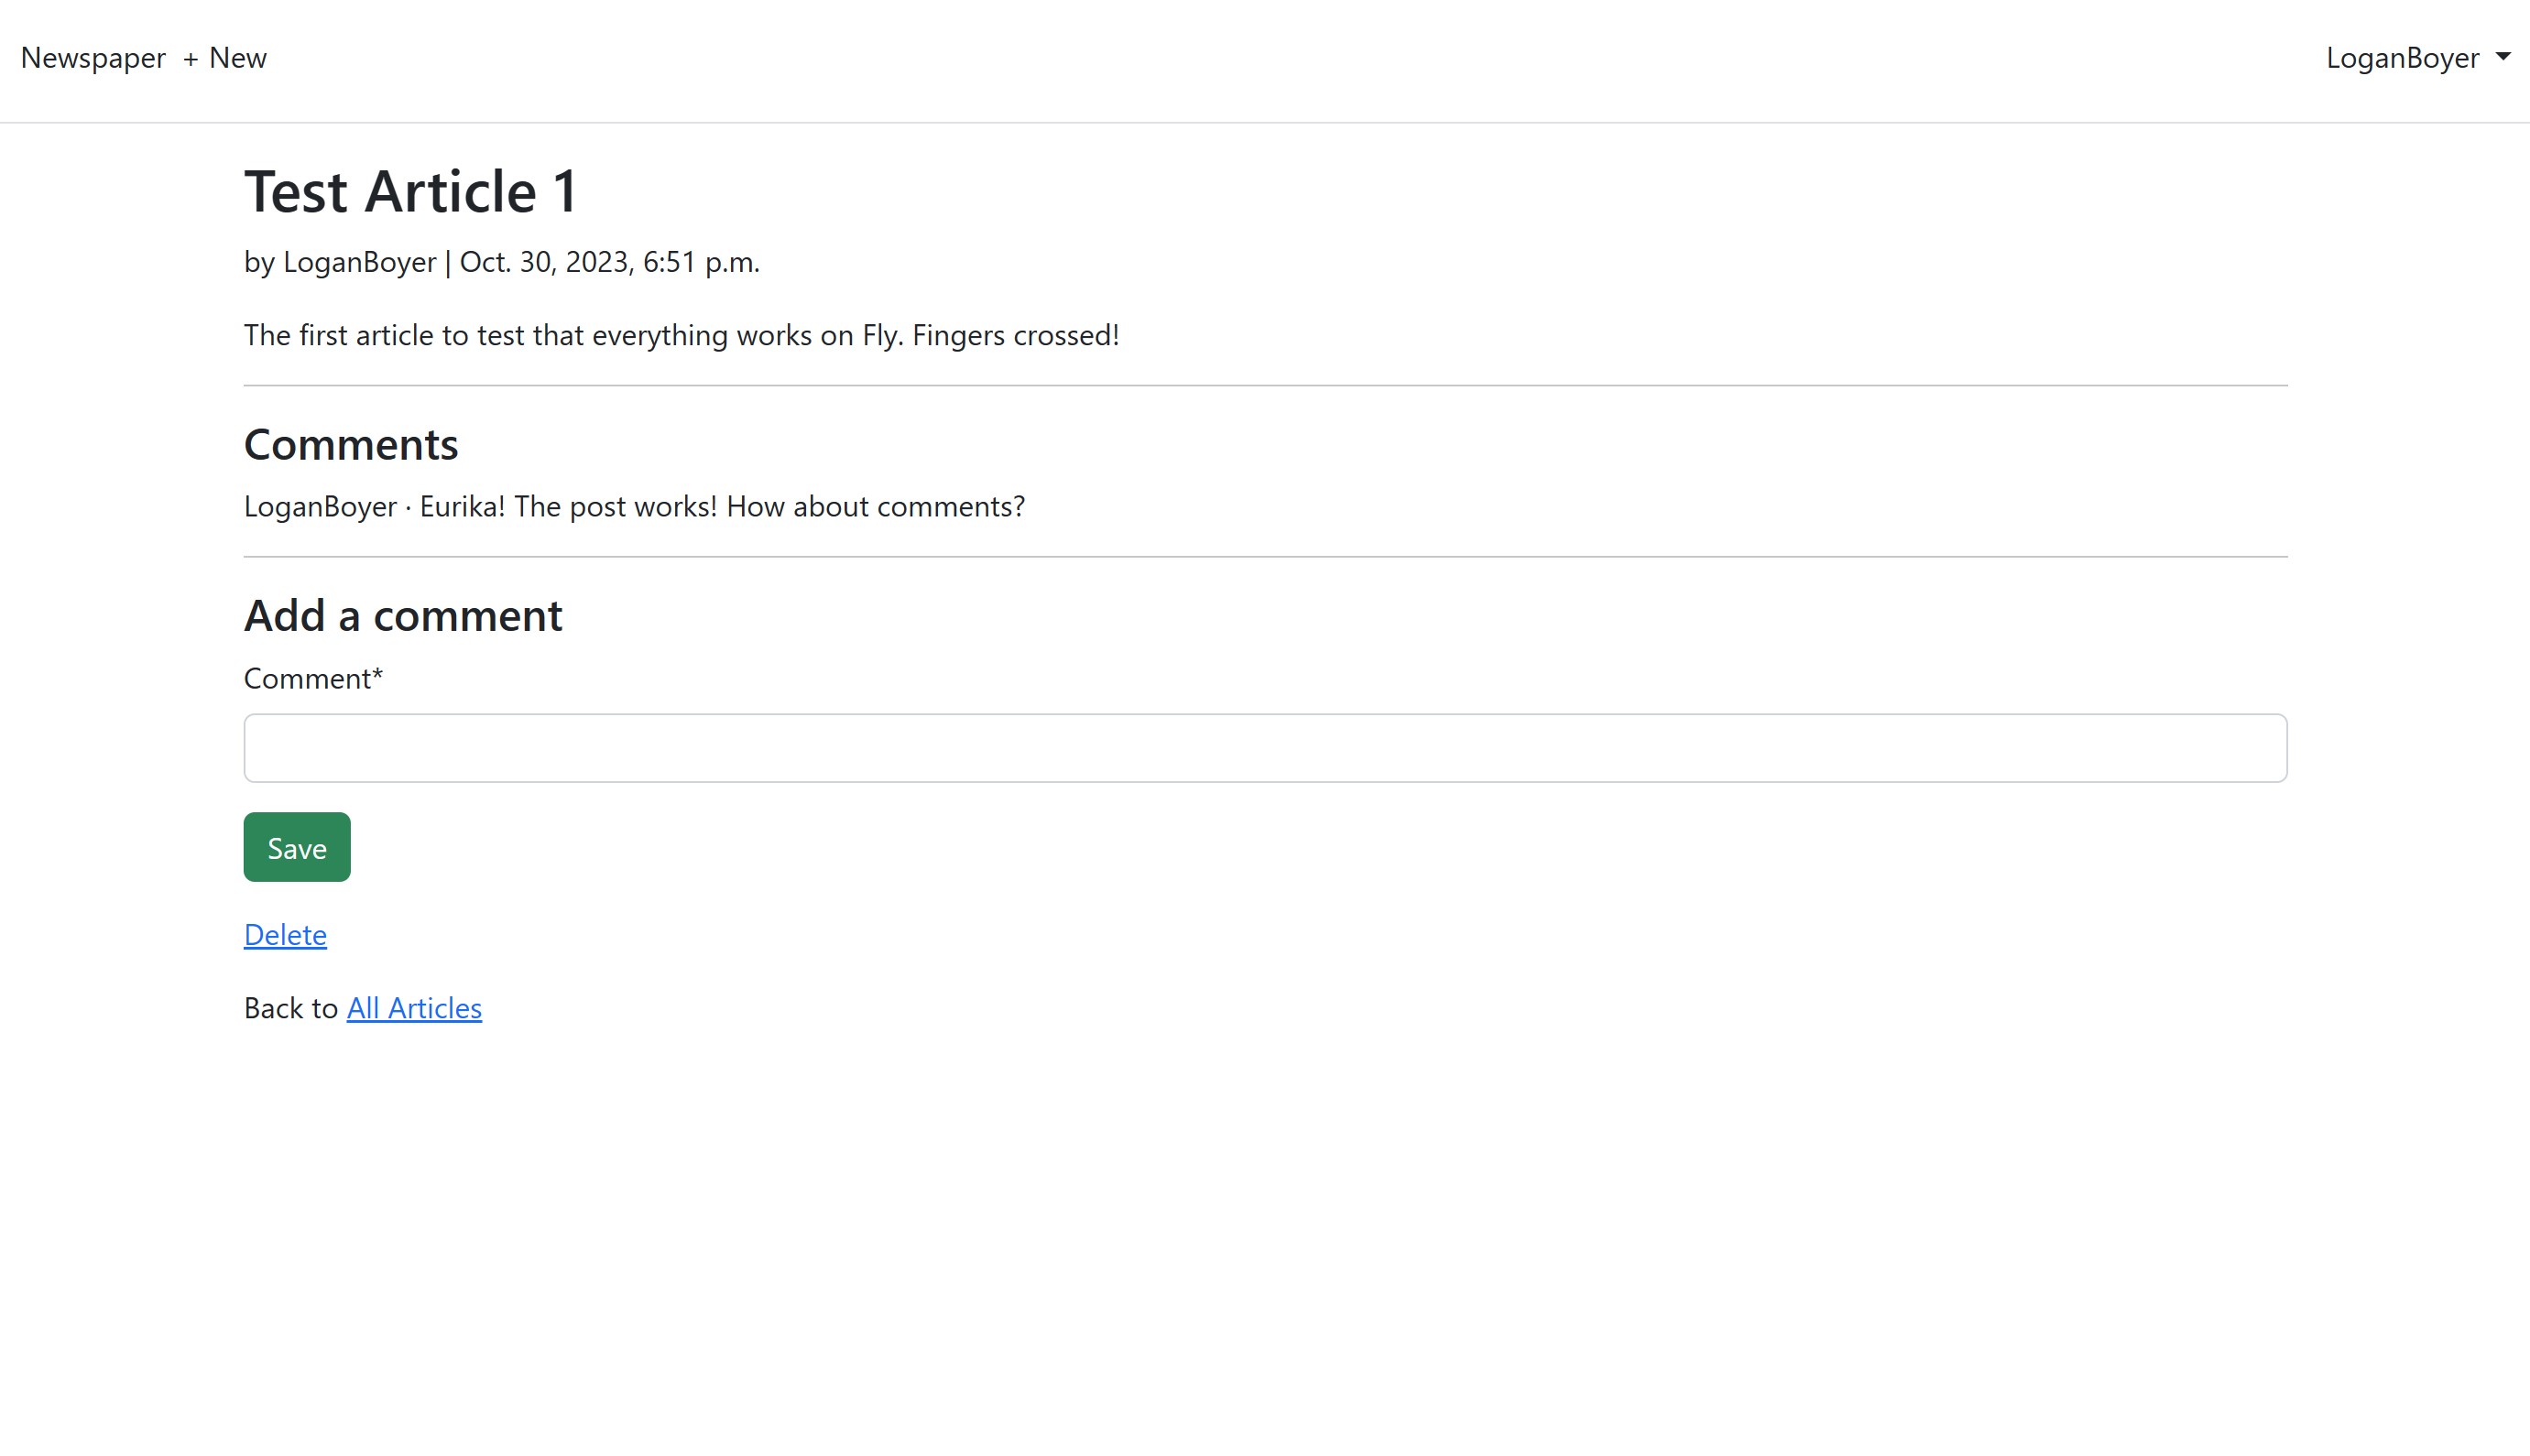 Newspaper + New LoganBoyer
Test Article 1
by LoganBoyer | Oct. 30, 2023, 6:51 p.m.
The first article to test that everything works on Fly. Fingers crossed!
Comments
LoganBoyer · Eurika! The post works! How about comments?
Add a comment
Comment*
Save
Delete
Back to All Articles